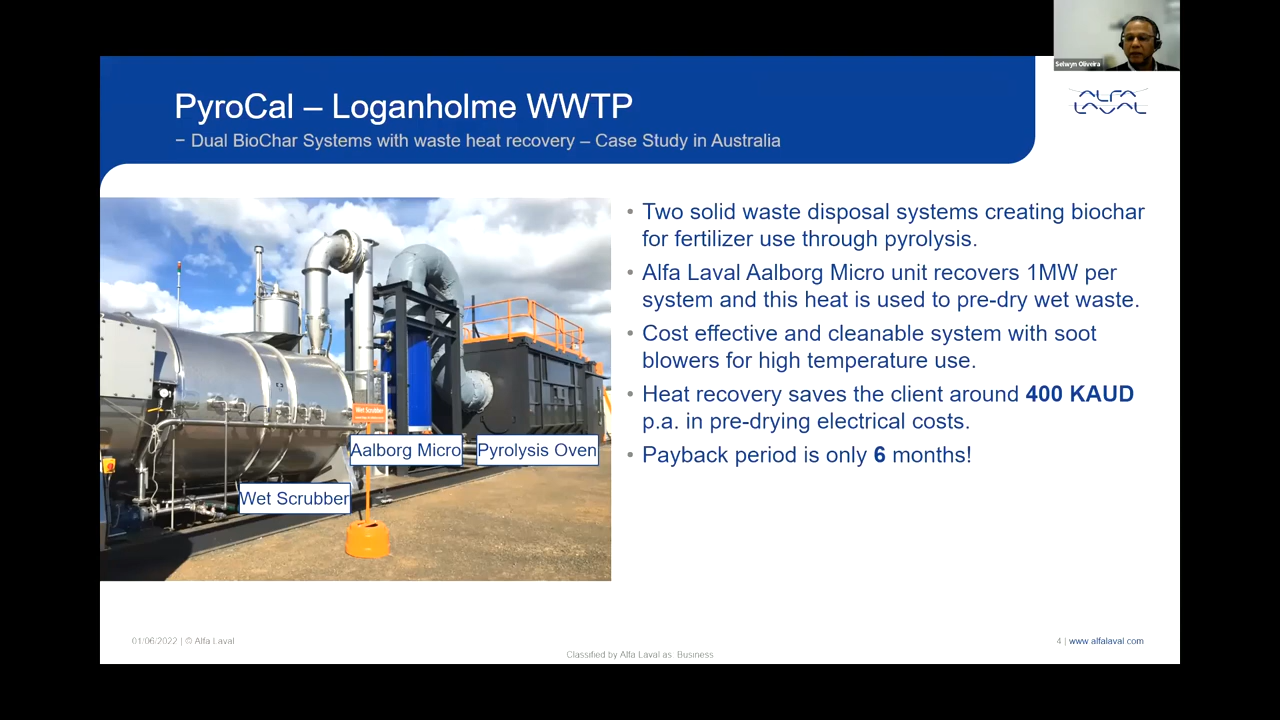 Selwyn Oliveira
PyroCal – Loganholme WWTP
– Dual BioChar Systems with waste heat recovery – Case Study in Australia
ALFA
LAVAL
• Two solid waste disposal systems creating biochar
for fertilizer use through pyrolysis.
• Alfa Laval Aalborg Micro unit recovers 1MW per
system and this heat is used to pre-dry wet waste.
• Cost effective and cleanable system with soot
blowers for high temperature use.
• Heat recovery saves the client around 400 KAUD
p.a. in pre-drying electrical costs.
• Payback period is only 6 months!
Wet Scrubber
Aalborg Micro
Pyrolysis Oven
Wet Scrubber
01/06/2022 | © Alfa Laval
4 | www.alfalaval.com
Classified by Alfa Laval as: Business